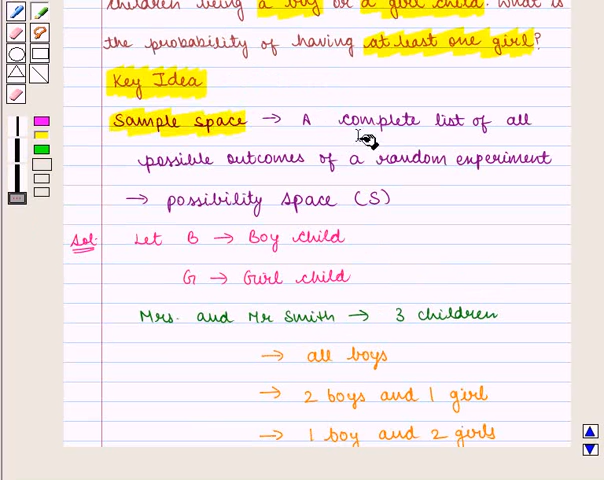 children being a boy or a girl child. What is
the probability of having at least one girl?
Key Idea
Sample space → A complete list of all
possible outcomes of a random experiment
→ possibility space (S)
Sol: Let B → Boy child
G → Girl child
Mrs. and Mr Smith → 3 children
→ all boys
→ 2 boys and 1 girl
→ 1 boy and 2 girls